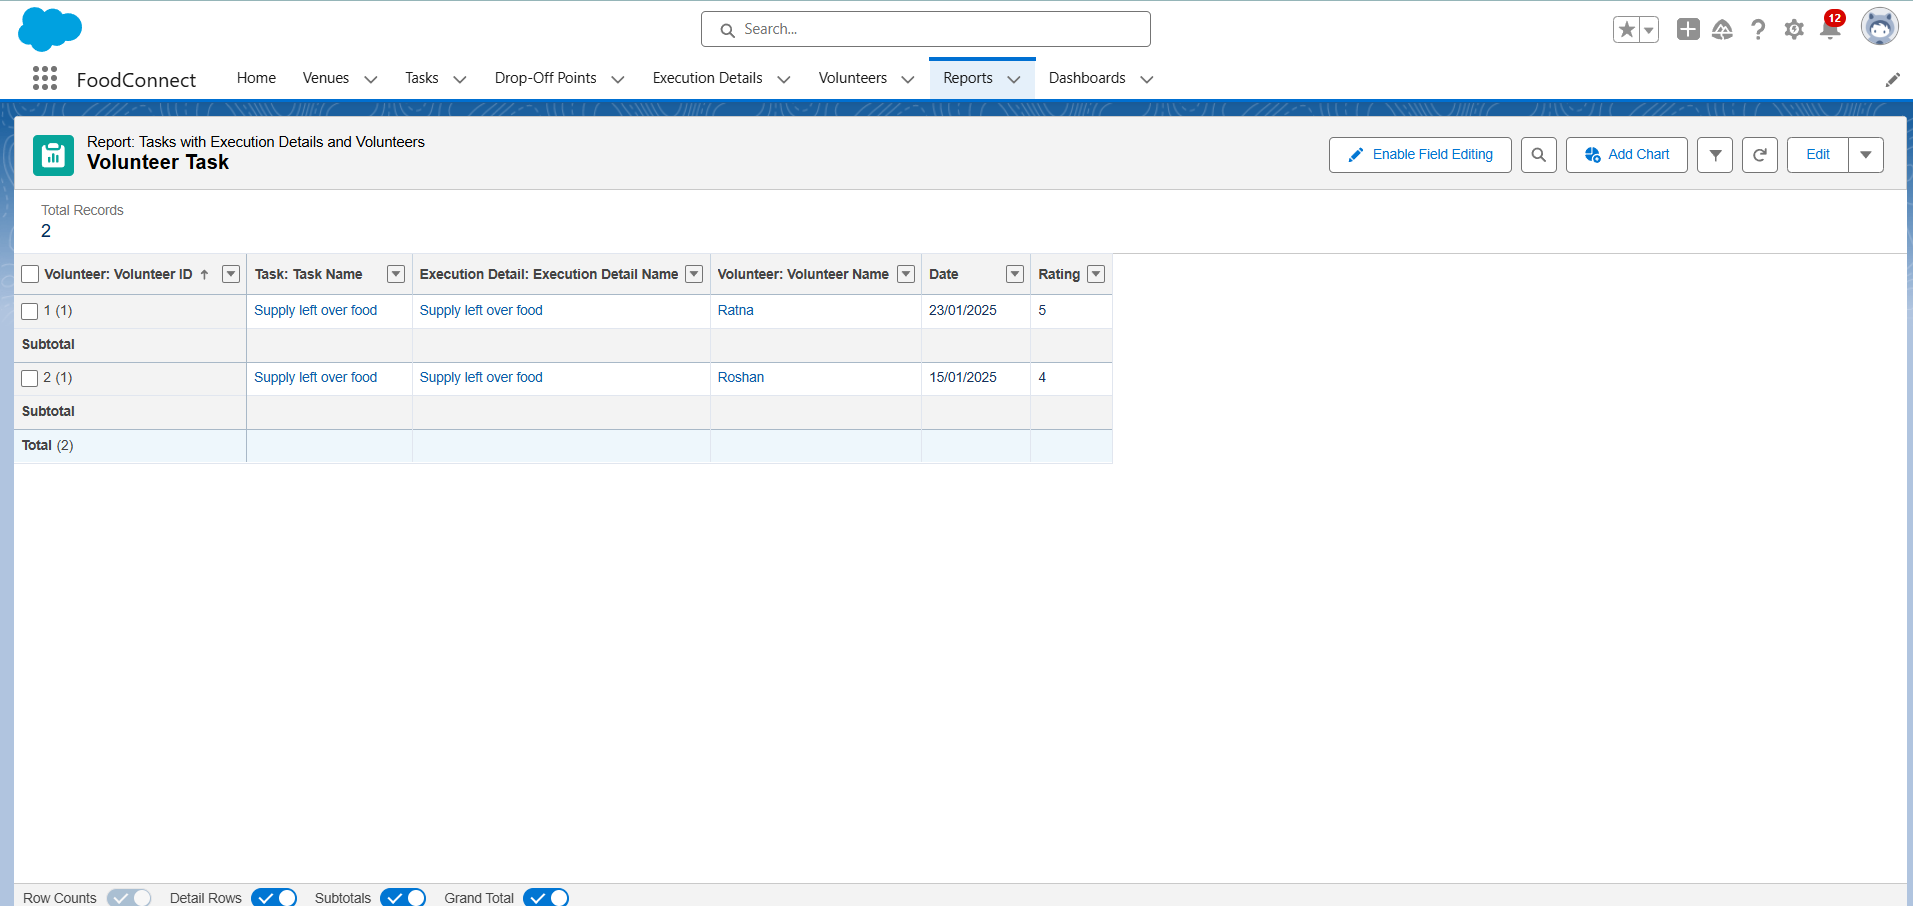 Search...
12
FoodConnect Home Venues Tasks Drop-Off Points Execution Details Volunteers Reports Dashboards
Report: Tasks with Execution Details and Volunteers
Volunteer Task
Enable Field Editing Add Chart Edit
Total Records
2
Volunteer: Volunteer ID ↑ Task: Task Name Execution Detail: Execution Detail Name Volunteer: Volunteer Name Date Rating
1 (1) Supply left over food Supply left over food Ratna 23/01/2025 5
Subtotal
2 (1) Supply left over food Supply left over food Roshan 15/01/2025 4
Subtotal
Total (2)
Row Counts Detail Rows Subtotals Grand Total